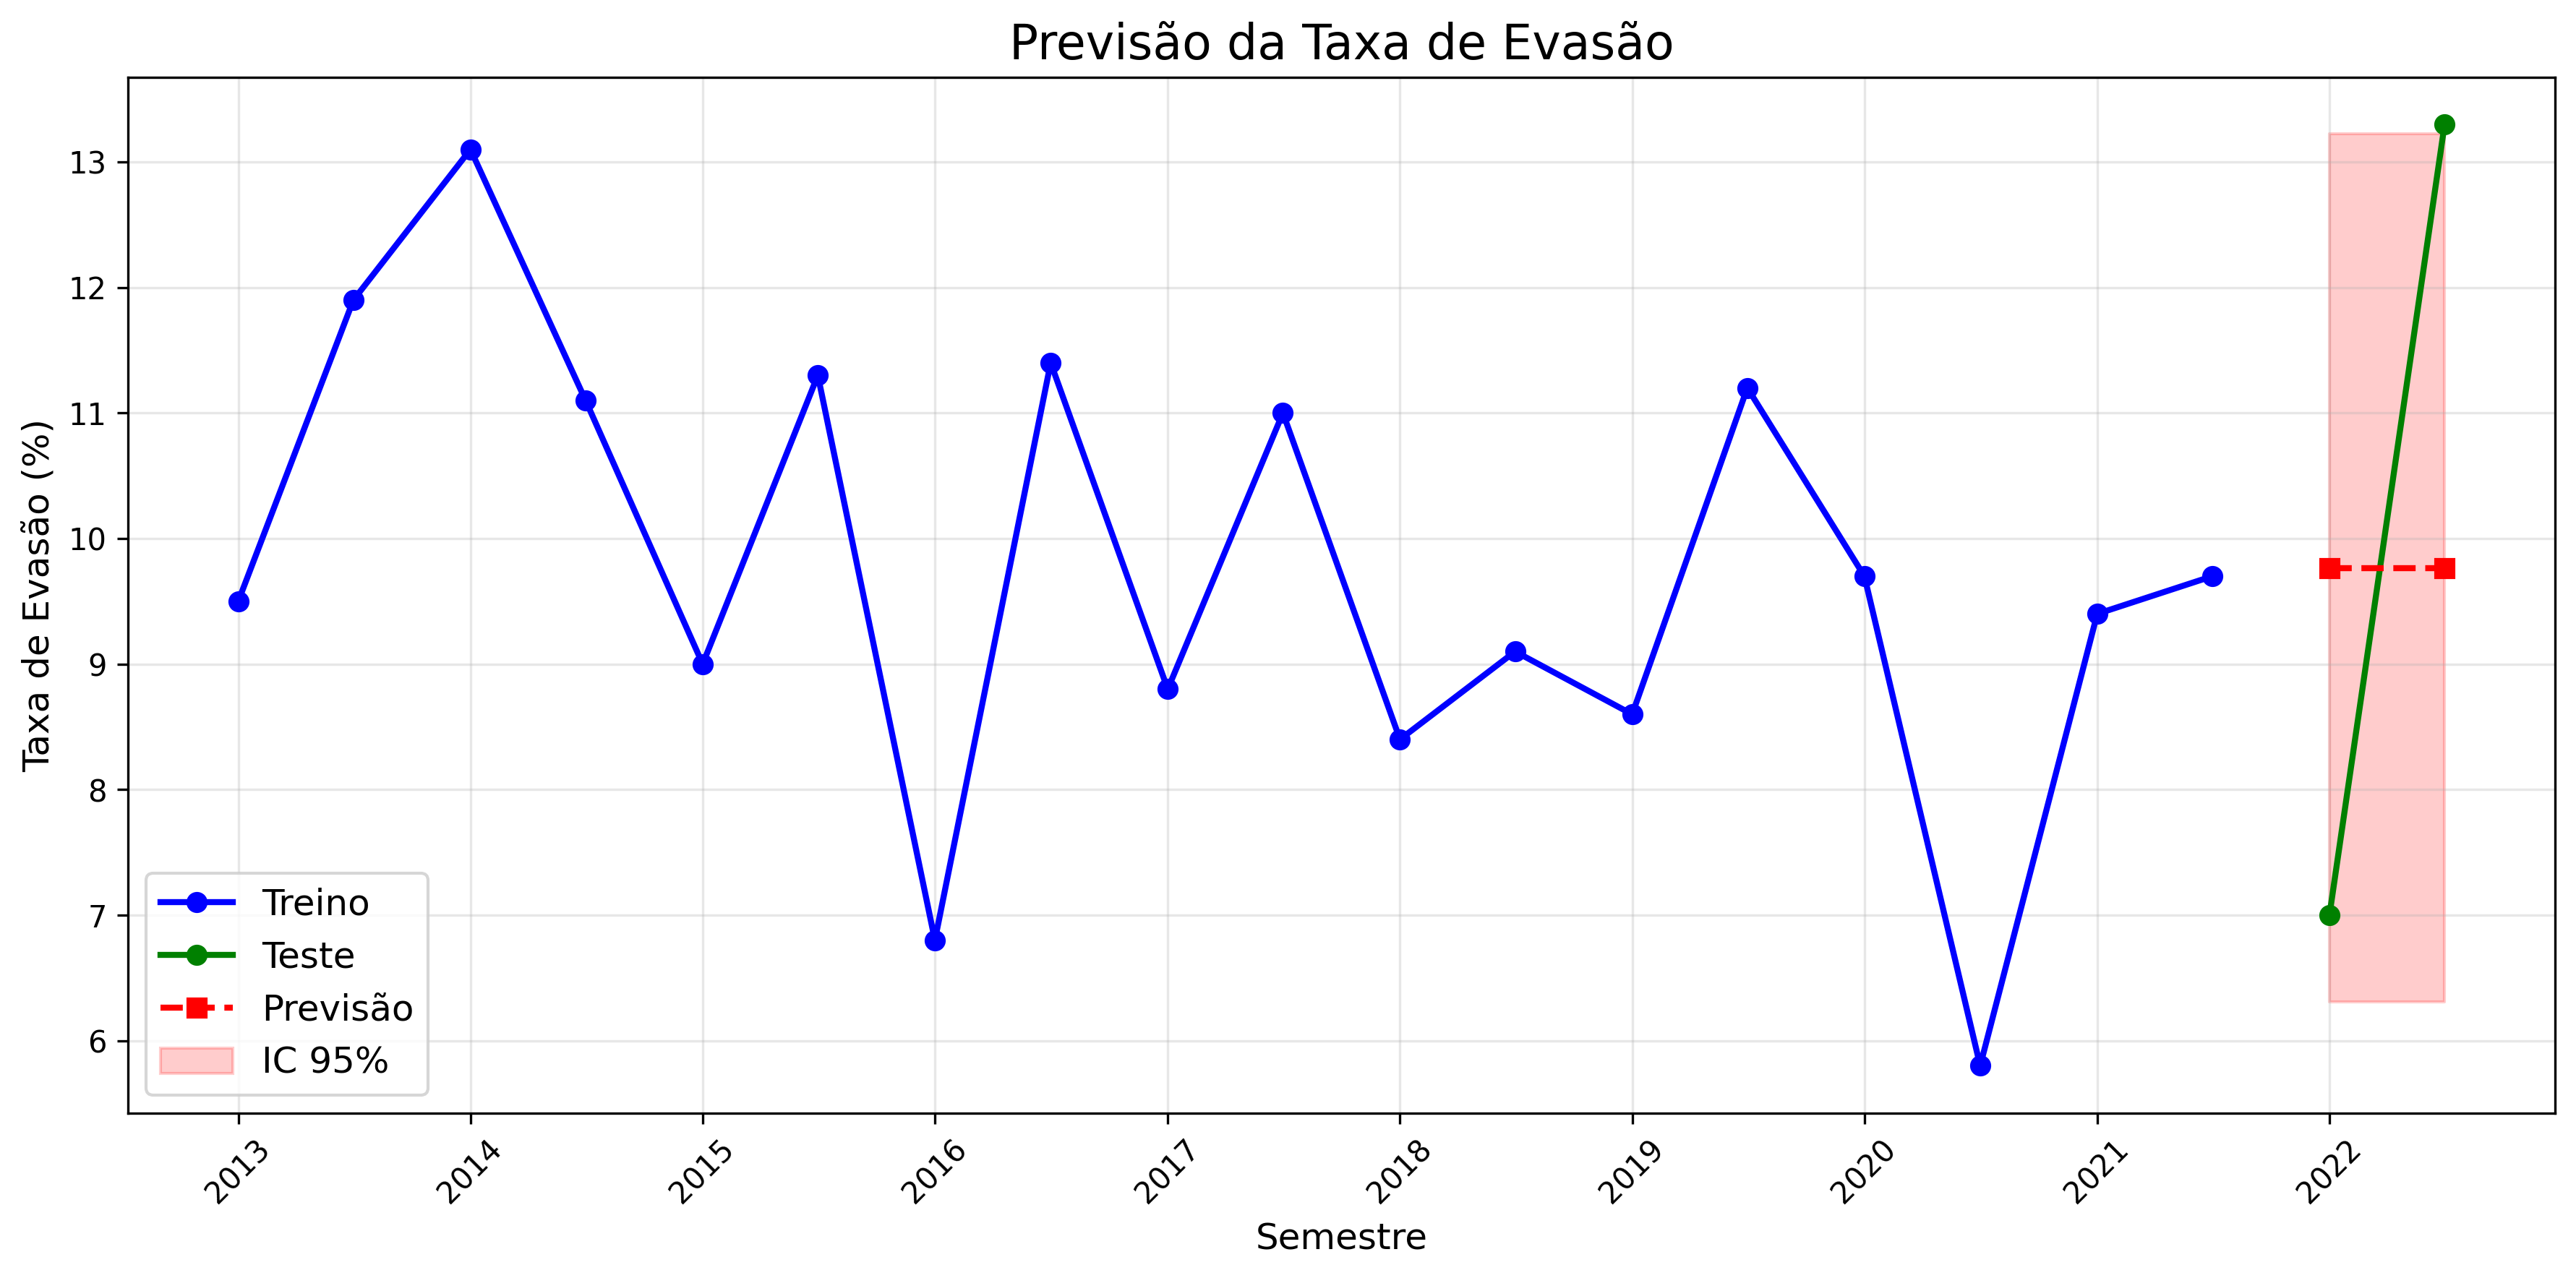 Previsão da Taxa de Evasão
Taxa de Evasão (%)
13
12
11
10
9
8
7
6
Treino
Teste
Previsão
IC 95%
2013
2014
2015
2016
2017
2018
2019
2020
2021
2022
Semestre